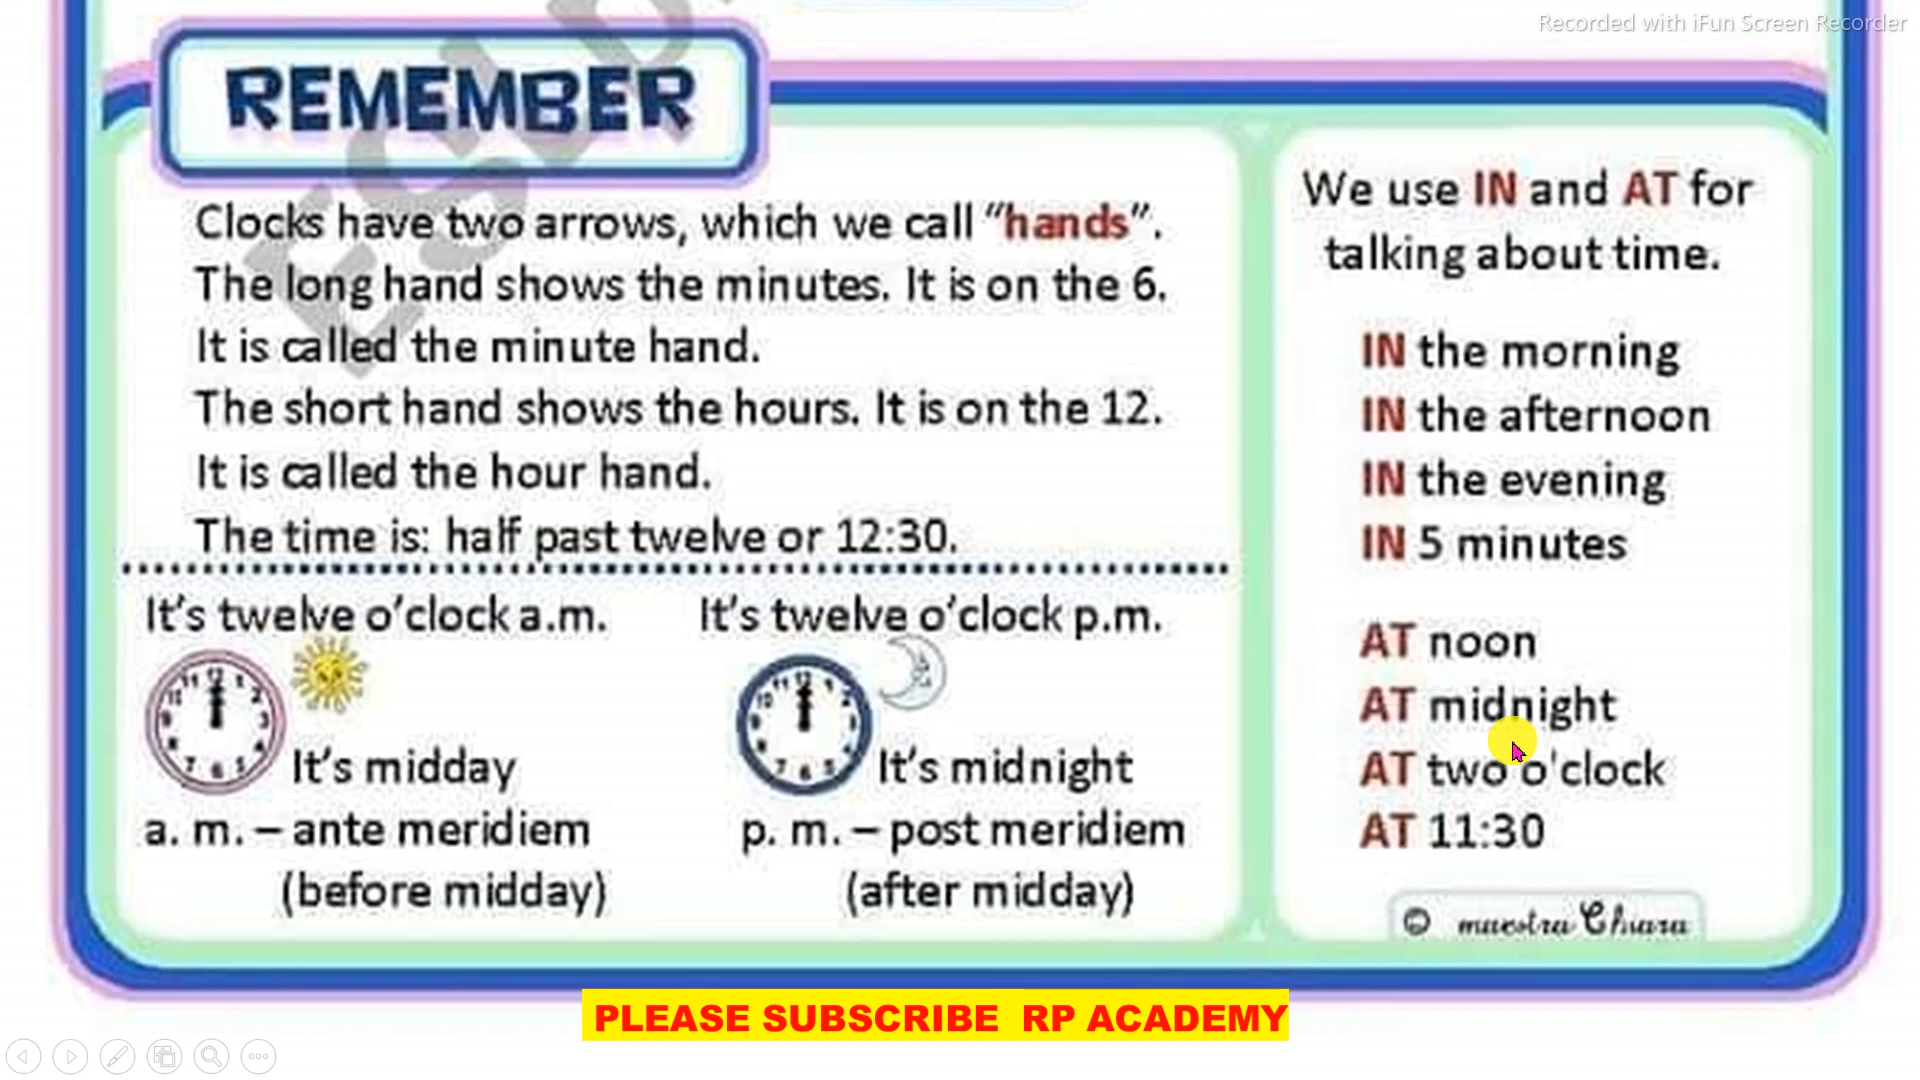 Recorded with iFun Screen Recorder
REMEMBER
Clocks have two arrows, which we call “hands”.
The long hand shows the minutes. It is on the 6.
It is called the minute hand.
The short hand shows the hours. It is on the 12.
It is called the hour hand.
The time is: half past twelve or 12:30.
It’s twelve o’clock a.m.
It’s midday
a. m. – ante meridiem
(before midday)
It’s twelve o’clock p.m.
It’s midnight
p. m. – post meridiem
(after midday)
We use IN and AT for
talking about time.
IN the morning
IN the afternoon
IN the evening
IN 5 minutes
AT noon
AT midnight
AT two o'clock
AT 11:30
© maestra Chiara
PLEASE SUBSCRIBE RP ACADEMY